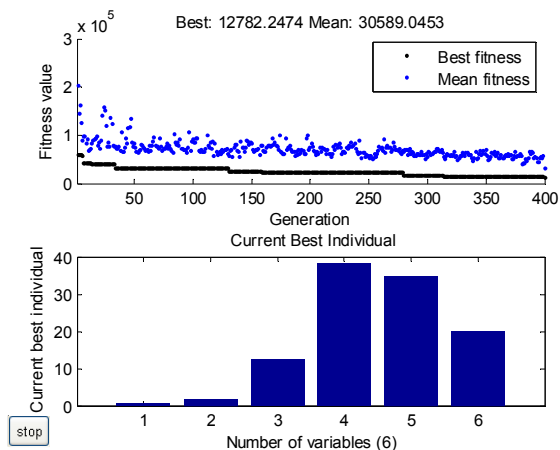 Best: 12782.2474 Mean: 30589.0453
x 10^5
3
2
1
0
Fitness value
Best fitness
Mean fitness
50 100 150 200 250 300 350 400
Generation
Current Best Individual
40
30
20
10
0
Current best individual
1 2 3 4 5 6
Number of variables (6)
stop